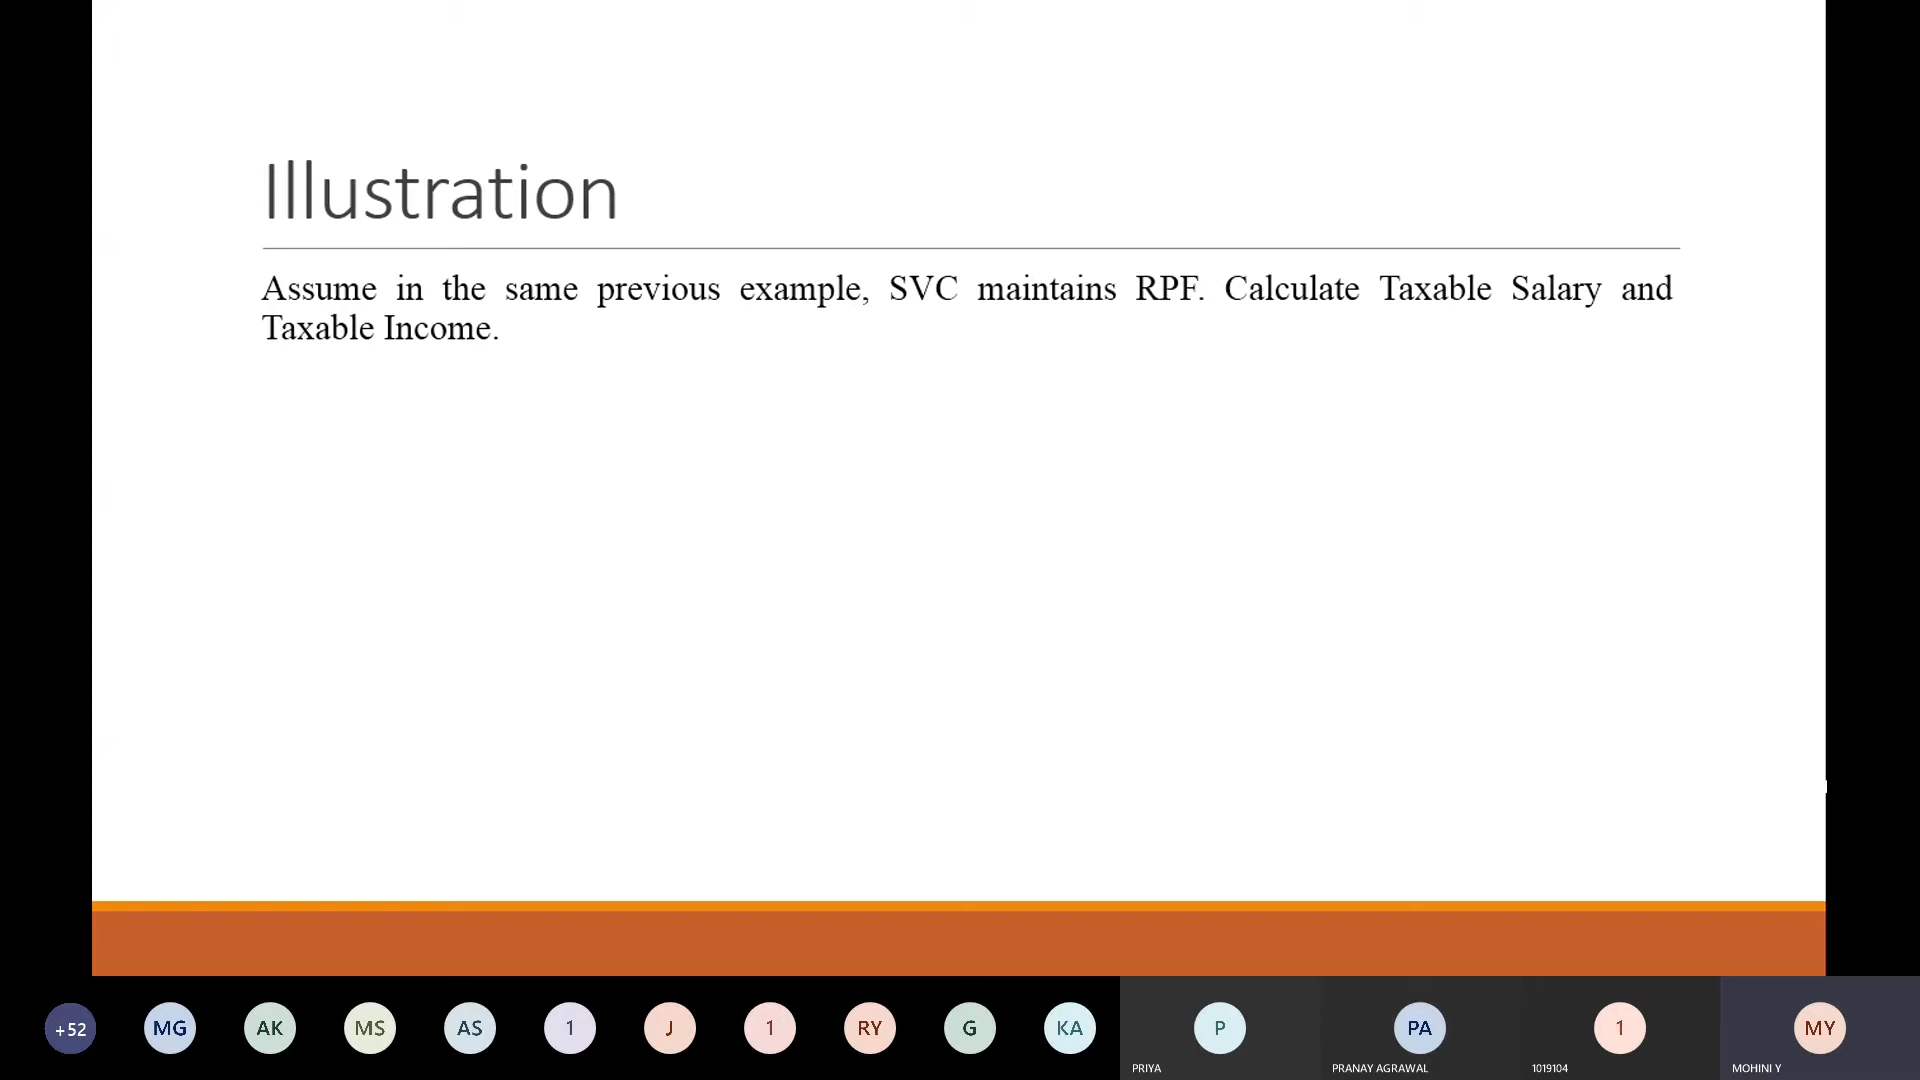 Illustration
Assume in the same previous example, SVC maintains RPF. Calculate Taxable Salary and
Taxable Income.
+52 MG AK MS AS 1 J 1 RY G KA P PA 1 MY
PRIYA PRANAY AGRAWAL 1019104 MOHINI Y